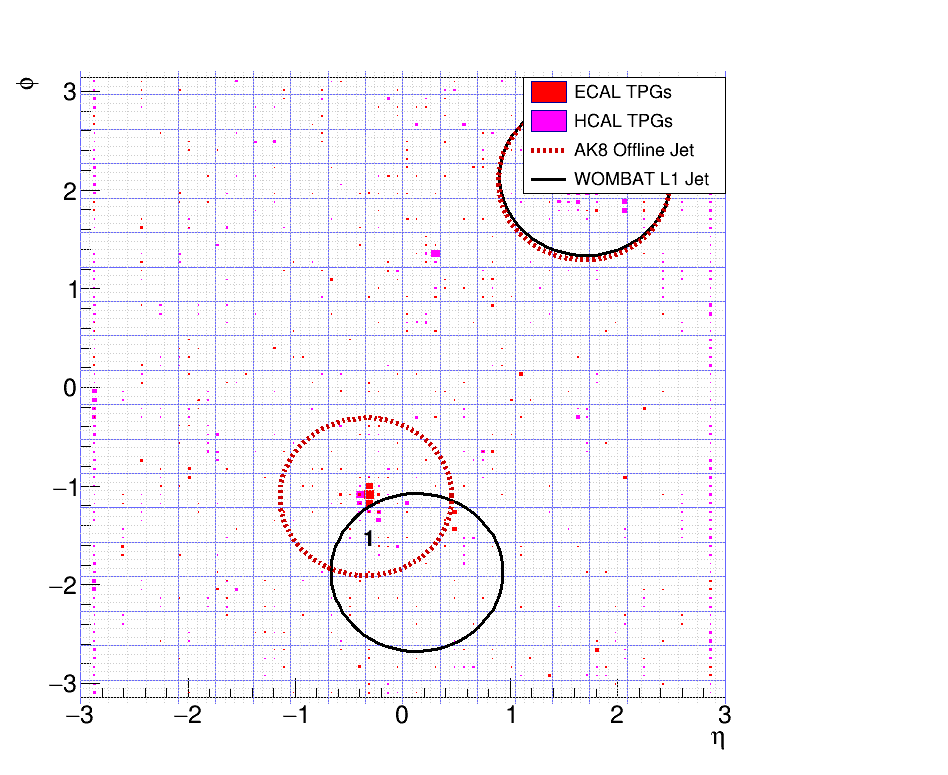 φ
3
2
1
0
−1
−2
−3
ECAL TPGs
HCAL TPGs
AK8 Offline Jet
WOMBAT L1 Jet
1
−3 −2 −1 0 1 2 3
η